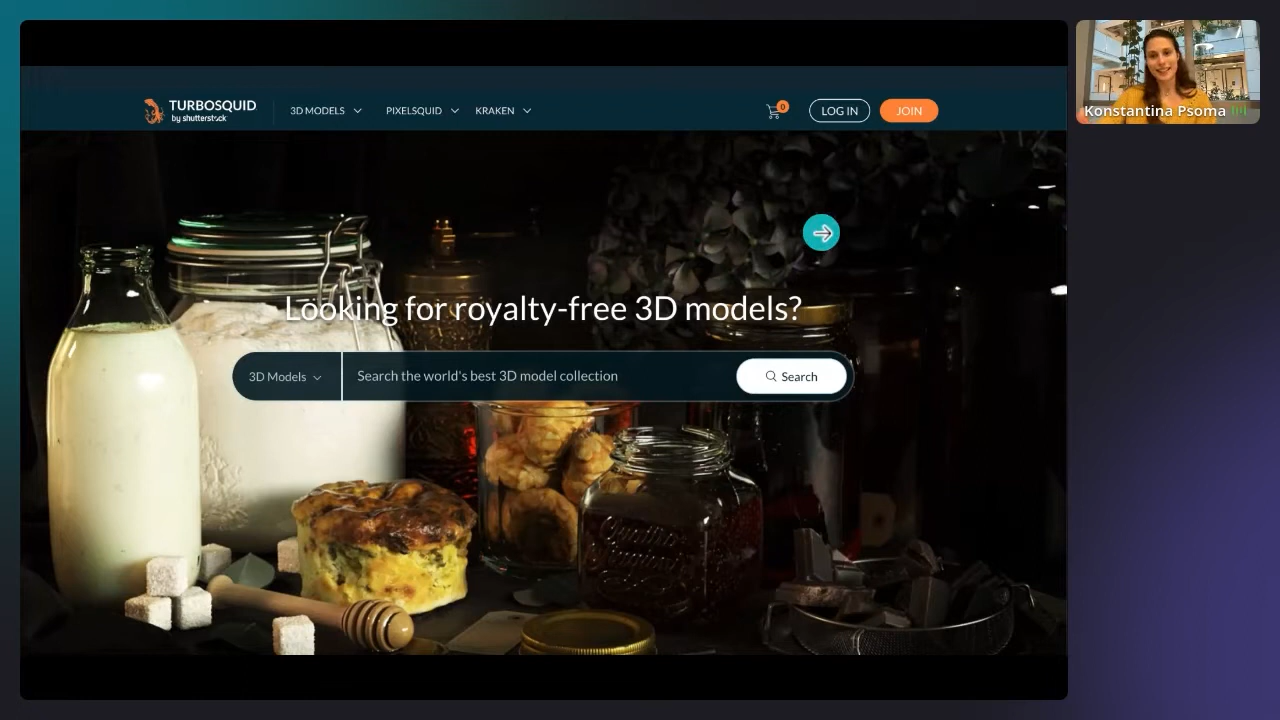 TURBOSQUID
by shutterstock
3D MODELS
PIXELSQUID
KRAKEN
0
LOG IN
JOIN
Konstantina Psoma
Looking for royalty-free 3D models?
3D Models
Search the world's best 3D model collection
Search